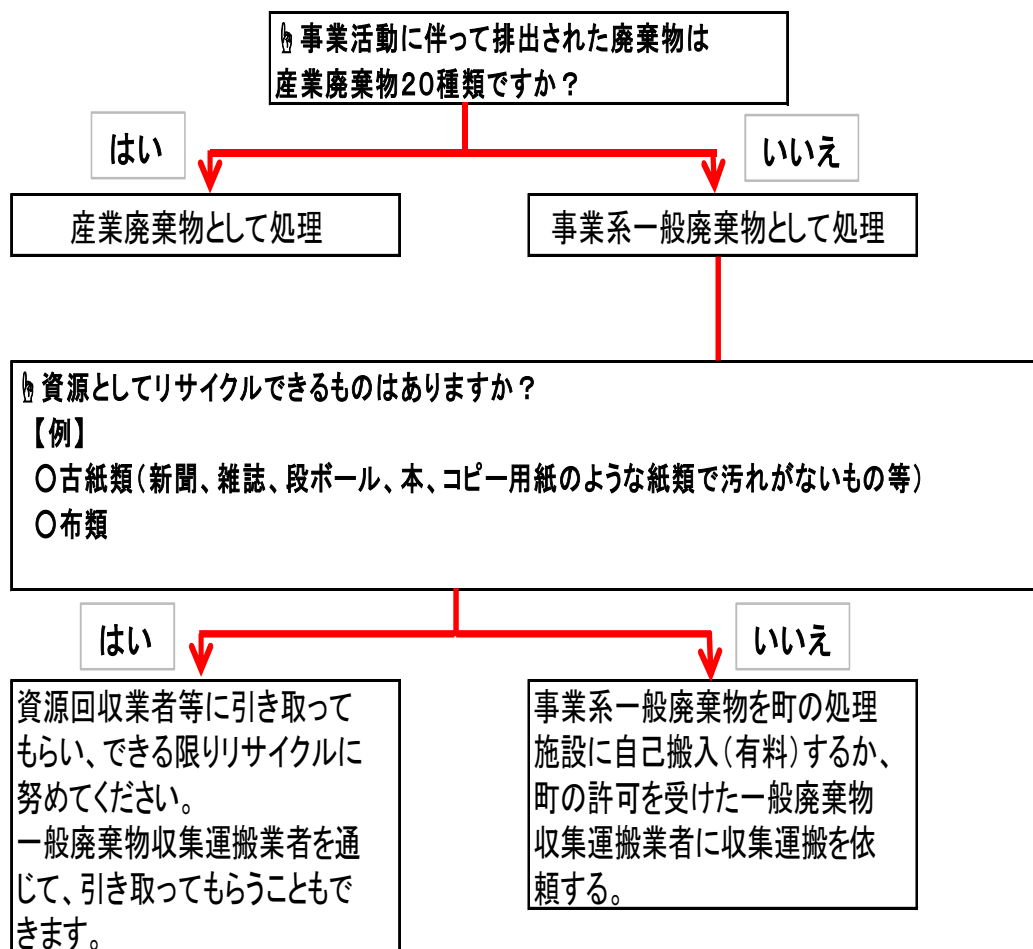 ☝事業活動に伴って排出された廃棄物は
産業廃棄物20種類ですか？
はい
いいえ
産業廃棄物として処理
事業系一般廃棄物として処理
☝資源としてリサイクルできるものはありますか？
【例】
○古紙類(新聞、雑誌、段ボール、本、コピー用紙のような紙類で汚れがないもの等)
○布類
はい
いいえ
資源回収業者等に引き取って
もらい、できる限りリサイクルに
努めてください。
一般廃棄物収集運搬業者を通
じて、引き取ってもらうこともで
きます。
事業系一般廃棄物を町の処理
施設に自己搬入(有料)するか、
町の許可を受けた一般廃棄物
収集運搬業者に収集運搬を依
頼する。